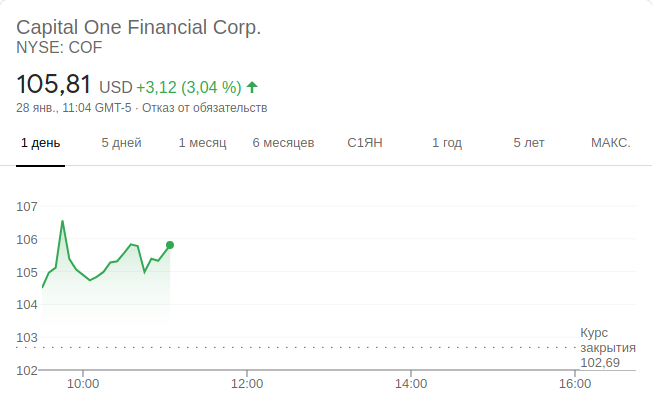 Capital One Financial Corp.
NYSE: COF
105,81 USD +3,12 (3,04 %)
28 янв., 11:04 GMT-5 · Отказ от обязательств
1 день 5 дней 1 месяц 6 месяцев С1ЯН 1 год 5 лет МАКС.
107
106
105
104
103
Курс
закрытия
102,69
102
10:00 12:00 14:00 16:00